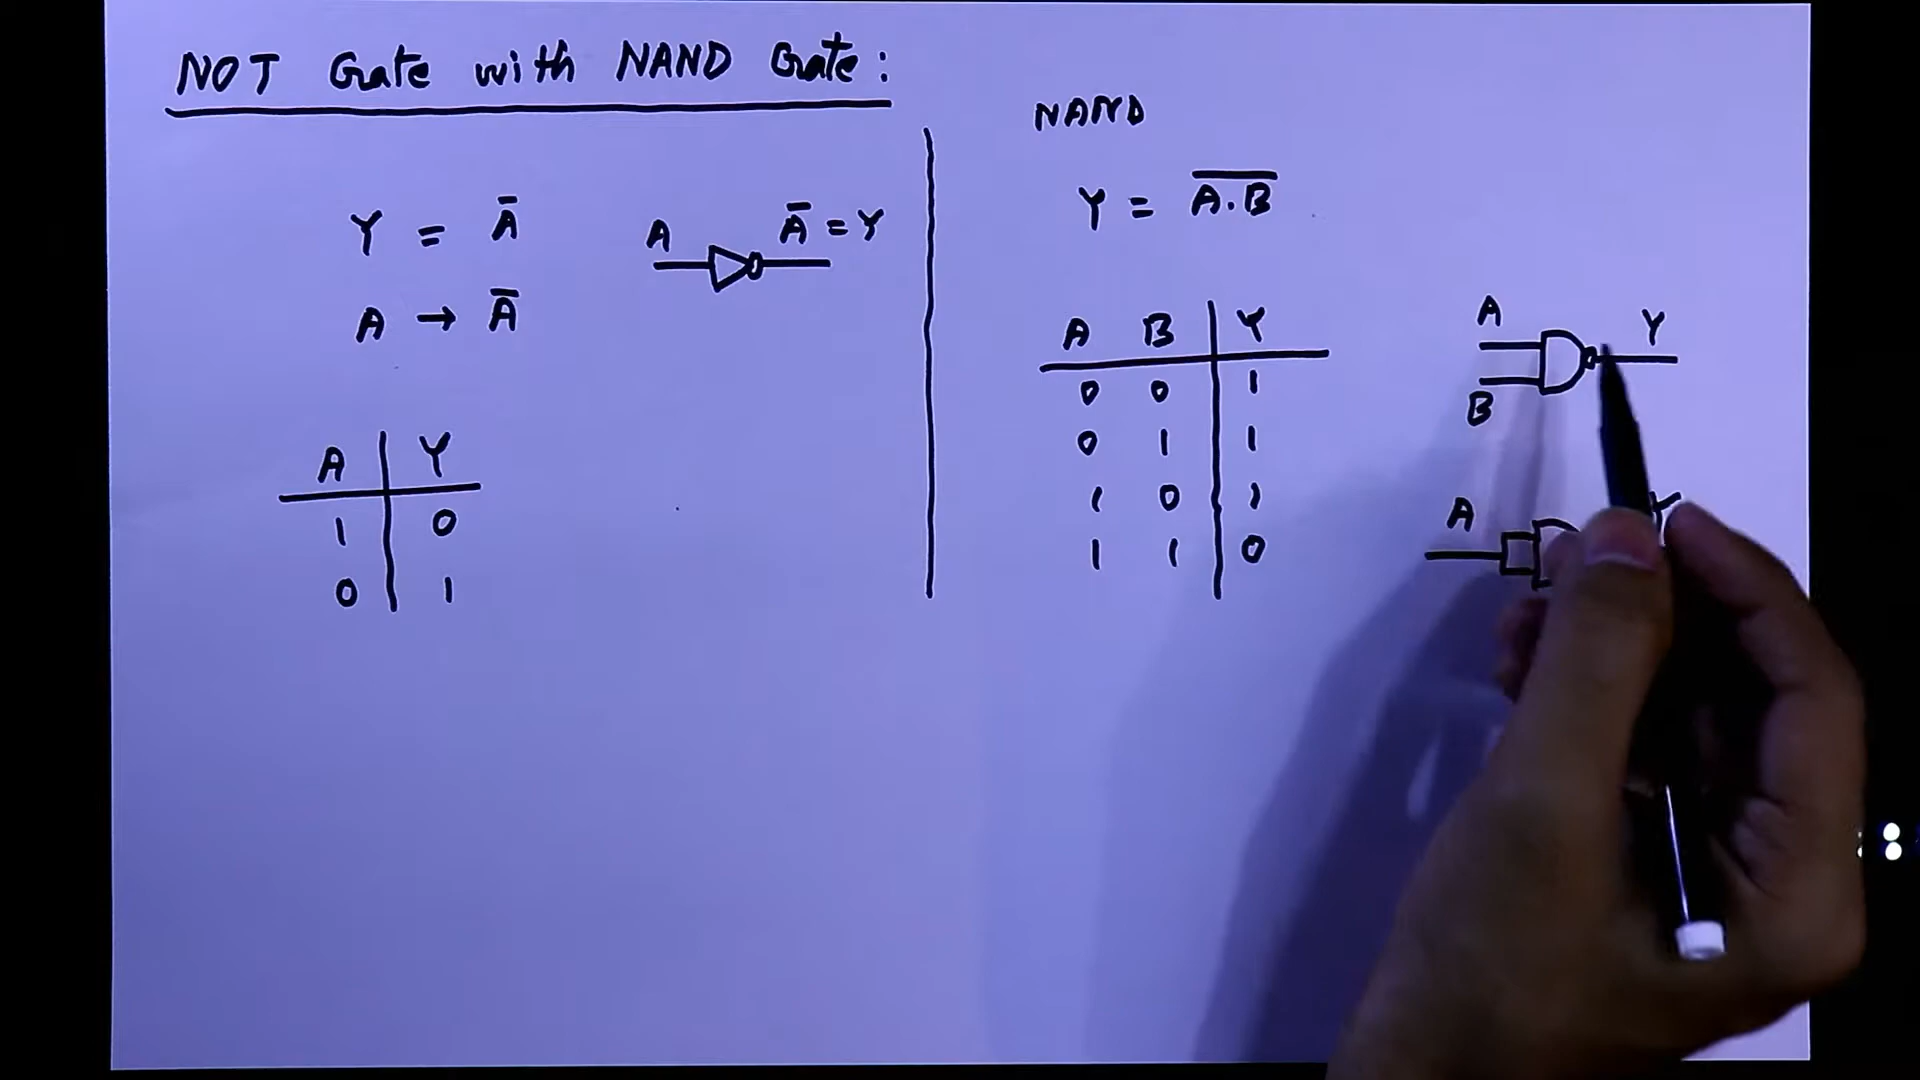 NOT Gate with NAND Gate:
Y = Ā
A → Ā
A Ā = Y
A Y
1 0
0 1
NAND
Y = A̅.̅B̅
A B Y
0 0 1
0 1 1
1 0 1
1 1 0
A Y
B
A Y